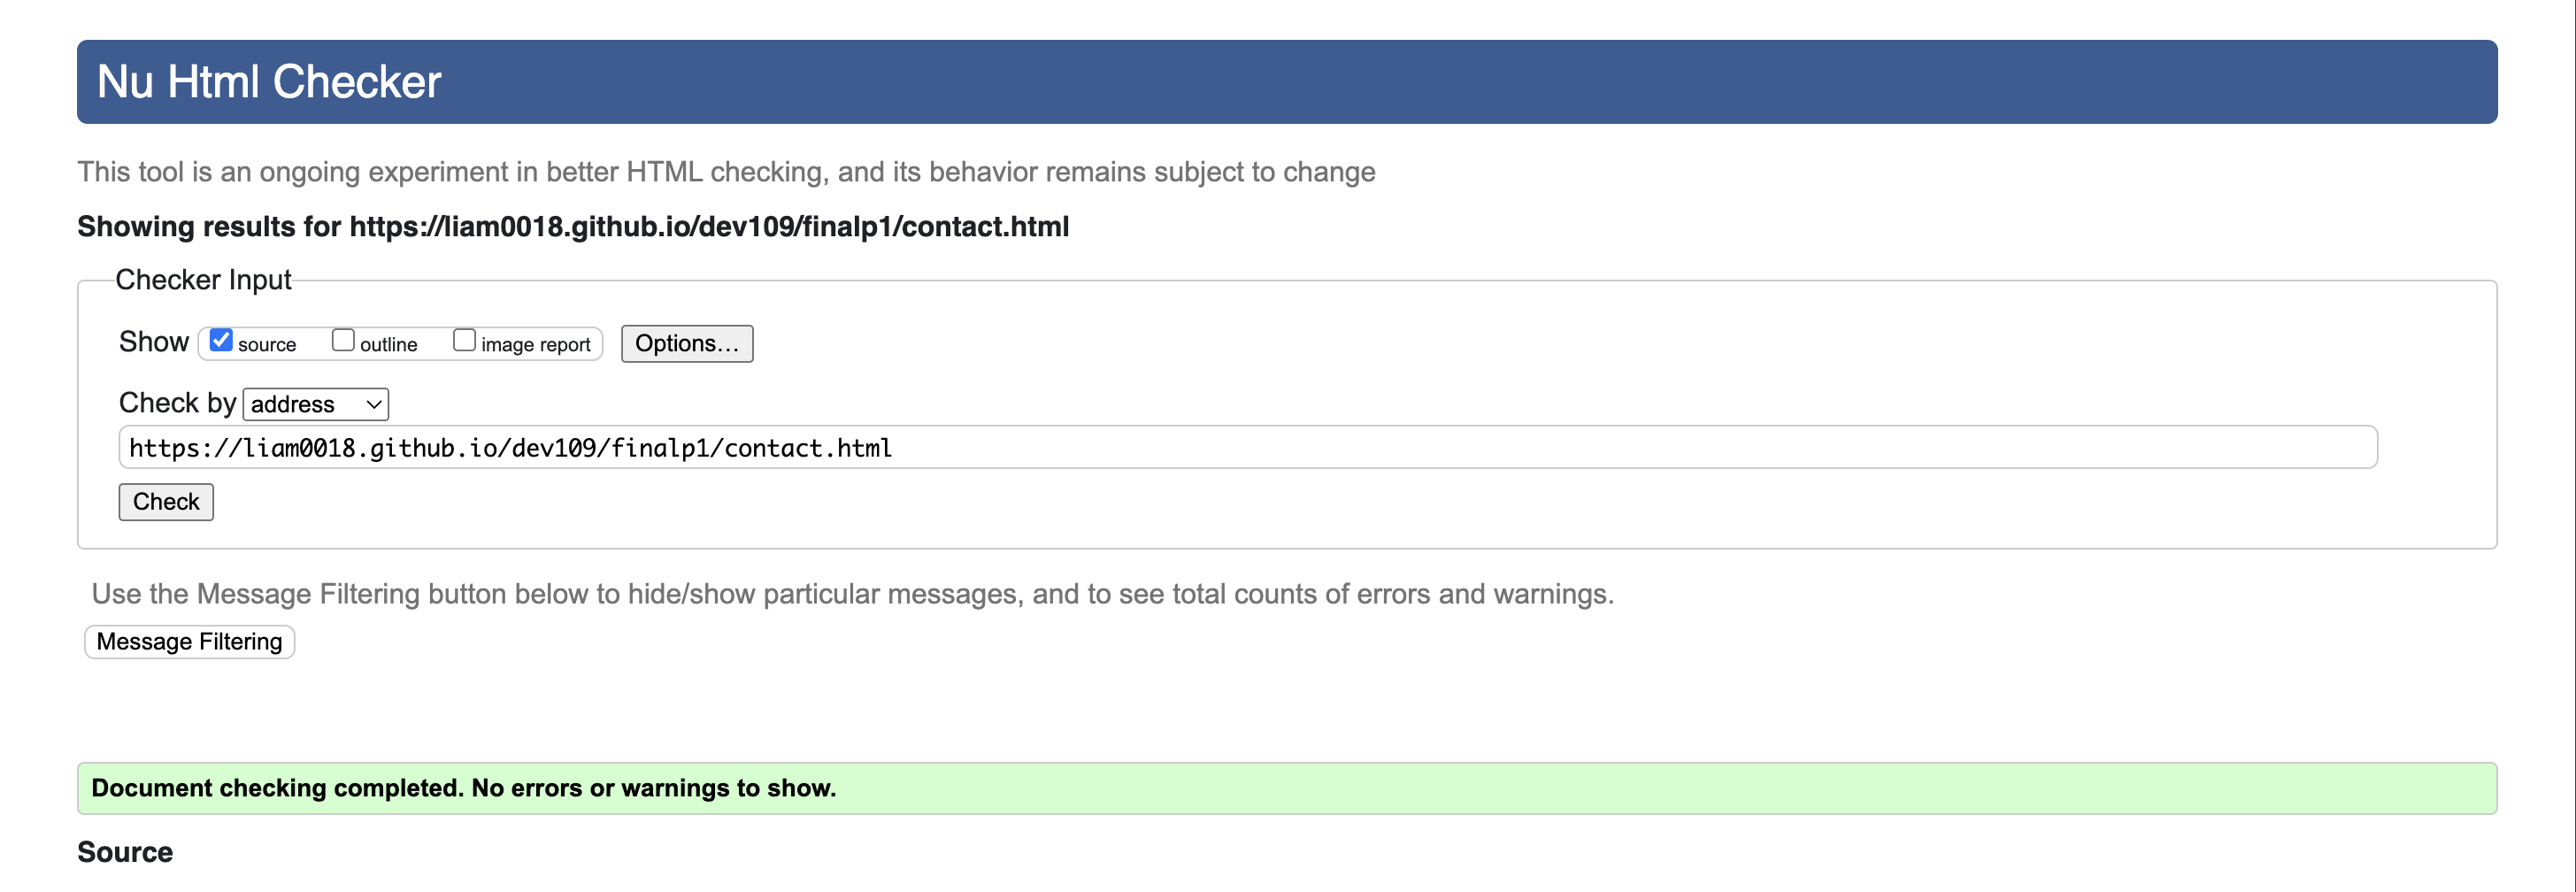 Nu Html Checker
This tool is an ongoing experiment in better HTML checking, and its behavior remains subject to change
Showing results for https://liam0018.github.io/dev109/finalp1/contact.html
Checker Input
Show source outline image report Options...
Check by address
https://liam0018.github.io/dev109/finalp1/contact.html
Check
Use the Message Filtering button below to hide/show particular messages, and to see total counts of errors and warnings.
Message Filtering
Document checking completed. No errors or warnings to show.
Source